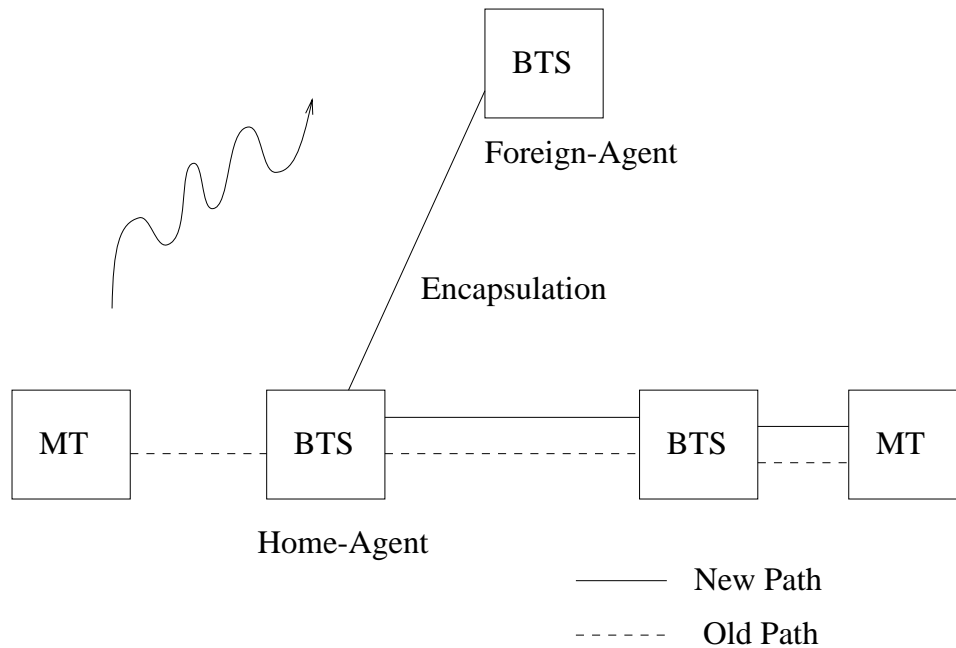 BTS
Foreign-Agent
Encapsulation
MT
BTS
BTS
MT
Home-Agent
New Path
Old Path